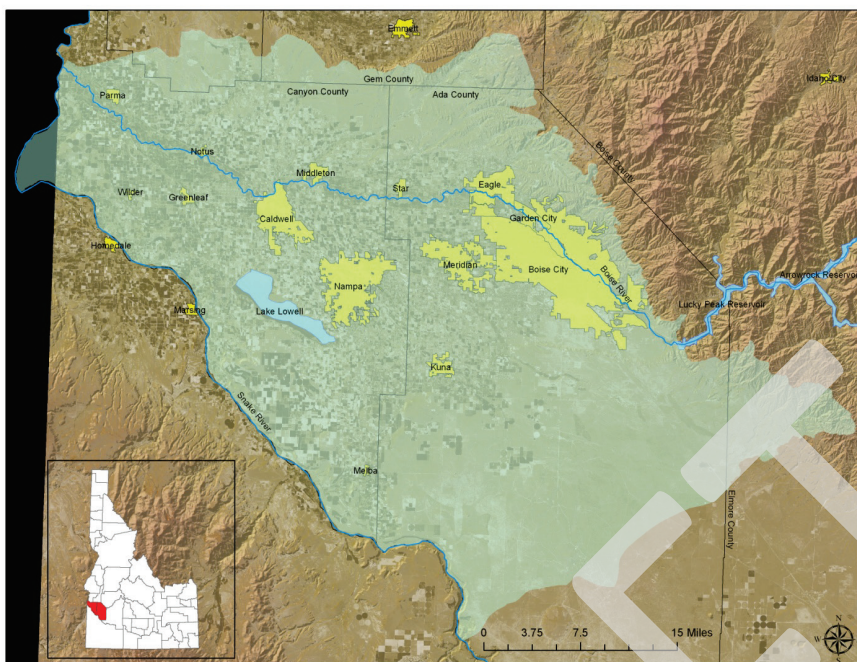 Emmett
Idaho City
Gem County
Canyon County
Ada County
Parma
Boise County
Notus
Middleton
Star
Eagle
Wilder
Greenleaf
Caldwell
Garden City
Homedale
Meridian
Boise City
Boise River
Arrowrock Reservoir
Nampa
Lucky Peak Reservoir
Marsing
Lake Lowell
Kuna
Snake River
Melba
Elmore County
N
W
E
S
0 3.75 7.5 15 Miles